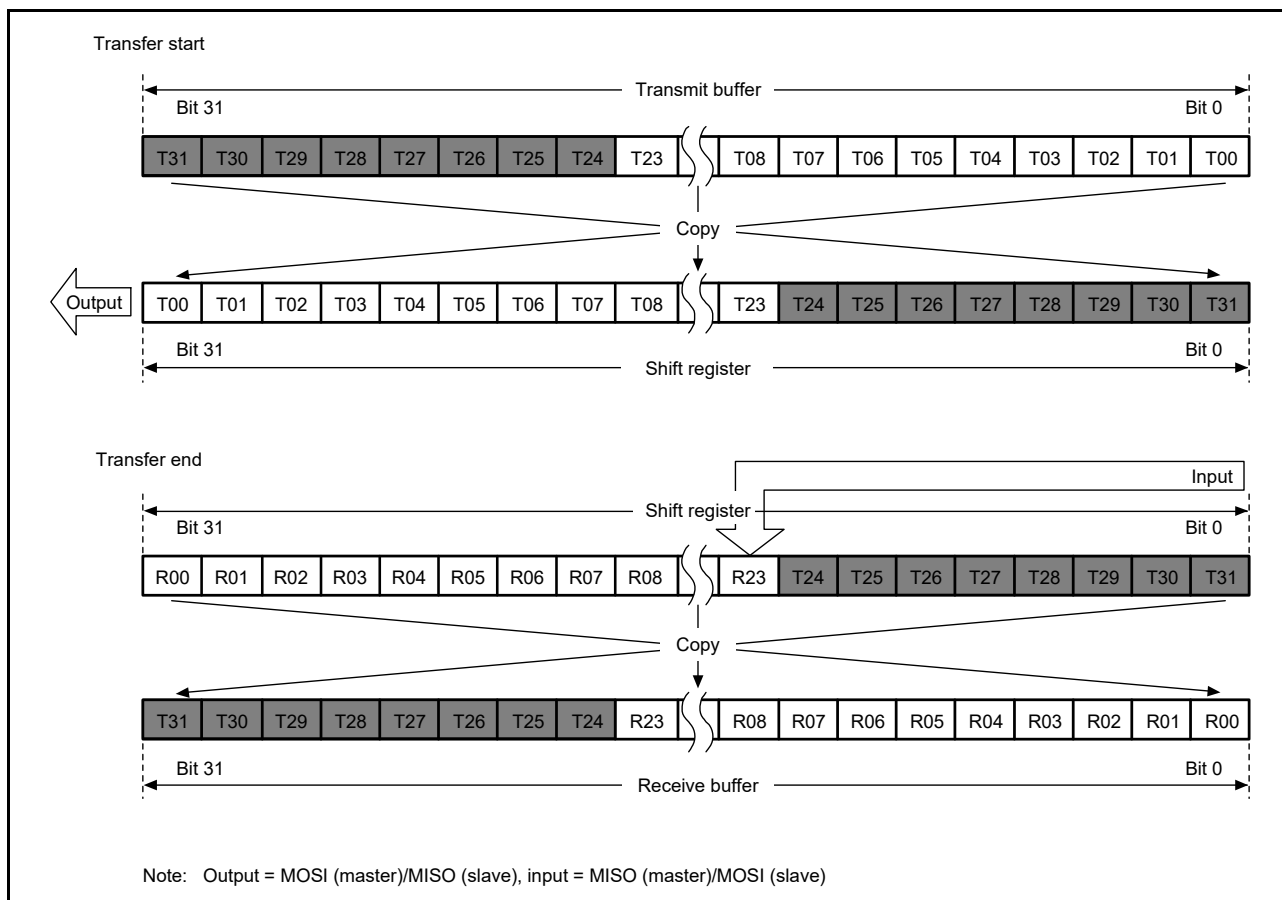 Transfer start
Transmit buffer
Bit 31 Bit 0
T31 T30 T29 T28 T27 T26 T25 T24 T23 T08 T07 T06 T05 T04 T03 T02 T01 T00
Copy
Output T00 T01 T02 T03 T04 T05 T06 T07 T08 T23 T24 T25 T26 T27 T28 T29 T30 T31
Bit 31 Bit 0
Shift register
Transfer end
Input
Shift register
Bit 31 Bit 0
R00 R01 R02 R03 R04 R05 R06 R07 R08 R23 T24 T25 T26 T27 T28 T29 T30 T31
Copy
T31 T30 T29 T28 T27 T26 T25 T24 R23 R08 R07 R06 R05 R04 R03 R02 R01 R00
Bit 31 Bit 0
Receive buffer
Note: Output = MOSI (master)/MISO (slave), input = MISO (master)/MOSI (slave)